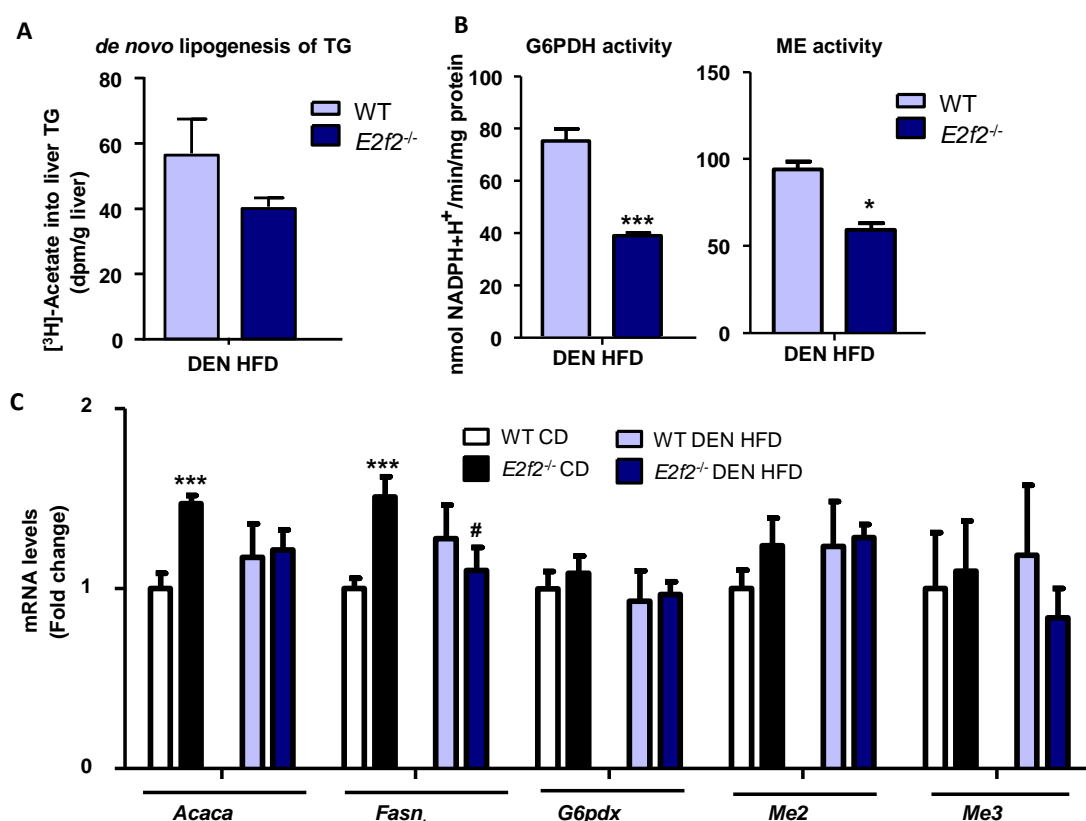 A
de novo lipogenesis of TG
[³H]-Acetate into liver TG
(dpm/g liver)
80
60
40
20
0
WT
E2f2-/-
DEN HFD
B
G6PDH activity
nmol NADPH+H+/min/mg protein
100
80
60
40
20
0
***
DEN HFD
ME activity
150
100
50
0
WT
E2f2-/-
*
DEN HFD
C
mRNA levels
(Fold change)
2
1
0
WT CD
E2f2-/- CD
WT DEN HFD
E2f2-/- DEN HFD
***
***
#
Acaca
Fasn.
G6pdx
Me2
Me3